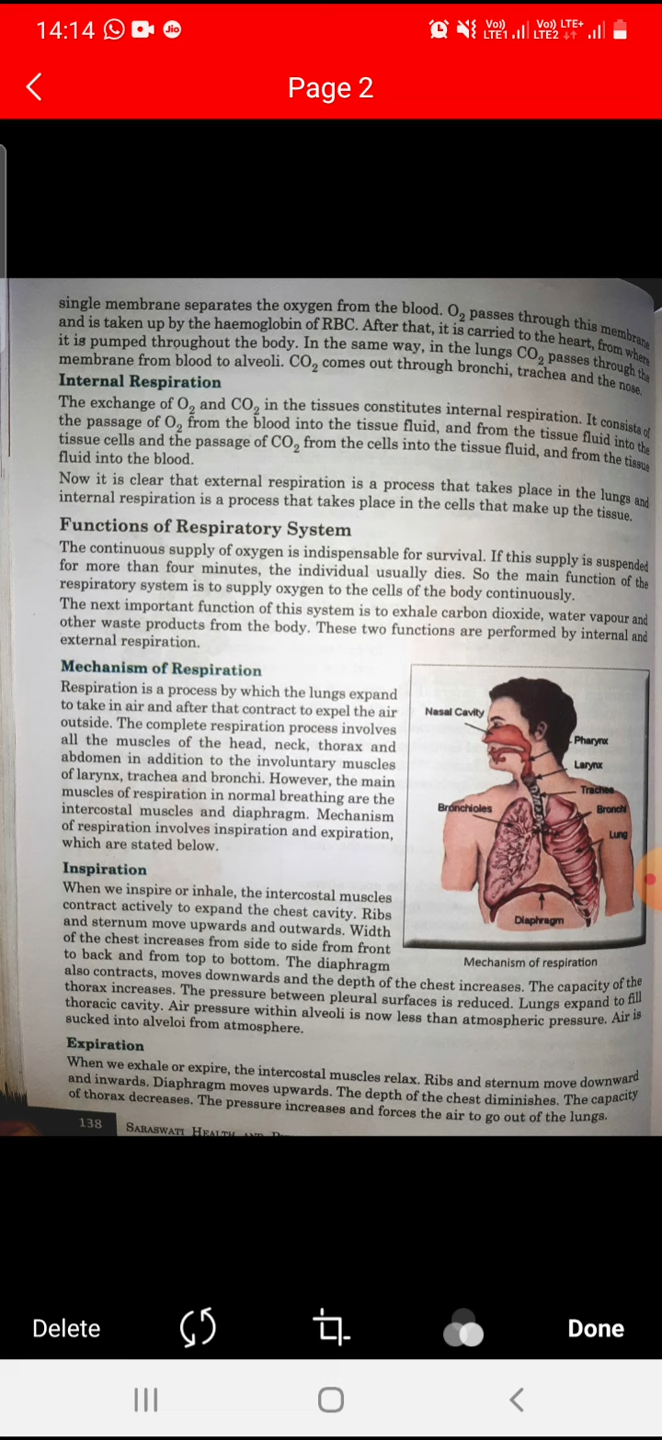 14:14
Jio
Vo)) LTE1
Vo)) LTE2
LTE+
Page 2
single membrane separates the oxygen from the blood. O2 passes through this membrane
and is taken up by the haemoglobin of RBC. After that, it is carried to the heart, from where
it is pumped throughout the body. In the same way, in the lungs CO2 passes through the
membrane from blood to alveoli. CO2 comes out through bronchi, trachea and the nose.
Internal Respiration
The exchange of O2 and CO2 in the tissues constitutes internal respiration. It consists of
the passage of O2 from the blood into the tissue fluid, and from the tissue fluid into the
tissue cells and the passage of CO2 from the cells into the tissue fluid, and from the tissue
fluid into the blood.
Now it is clear that external respiration is a process that takes place in the lungs and
internal respiration is a process that takes place in the cells that make up the tissue.
Functions of Respiratory System
The continuous supply of oxygen is indispensable for survival. If this supply is suspended
for more than four minutes, the individual usually dies. So the main function of the
respiratory system is to supply oxygen to the cells of the body continuously.
The next important function of this system is to exhale carbon dioxide, water vapour and
other waste products from the body. These two functions are performed by internal and
external respiration.
Mechanism of Respiration
Respiration is a process by which the lungs expand
to take in air and after that contract to expel the air
outside. The complete respiration process involves
all the muscles of the head, neck, thorax and
abdomen in addition to the involuntary muscles
of larynx, trachea and bronchi. However, the main
muscles of respiration in normal breathing are the
intercostal muscles and diaphragm. Mechanism
of respiration involves inspiration and expiration,
which are stated below.
Nasal Cavity
Pharynx
Larynx
Trachea
Bronchioles
Bronchi
Lung
Diaphragm
Mechanism of respiration
Inspiration
When we inspire or inhale, the intercostal muscles
contract actively to expand the chest cavity. Ribs
and sternum move upwards and outwards. Width
of the chest increases from side to side from front
to back and from top to bottom. The diaphragm
also contracts, moves downwards and the depth of the chest increases. The capacity of the
thorax increases. The pressure between pleural surfaces is reduced. Lungs expand to fill
thoracic cavity. Air pressure within alveoli is now less than atmospheric pressure. Air is
sucked into alveloi from atmosphere.
Expiration
When we exhale or expire, the intercostal muscles relax. Ribs and sternum move downward
and inwards. Diaphragm moves upwards. The depth of the chest diminishes. The capacity
of thorax decreases. The pressure increases and forces the air to go out of the lungs.
138
SARASWATI HEALTH AND
Delete
Done